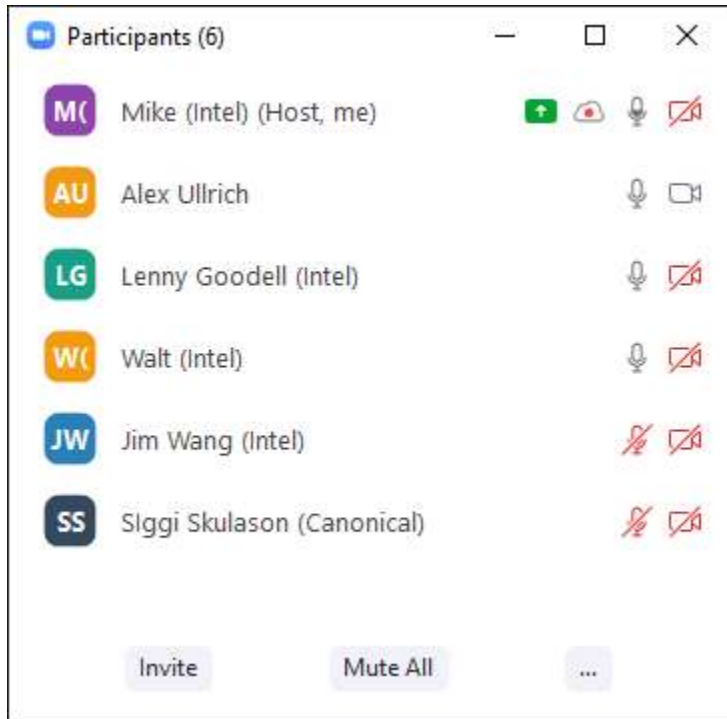 Participants (6)
M( Mike (Intel) (Host, me)
AU Alex Ullrich
LG Lenny Goodell (Intel)
W( Walt (Intel)
JW Jim Wang (Intel)
SS SIggi Skulason (Canonical)
Invite Mute All ...